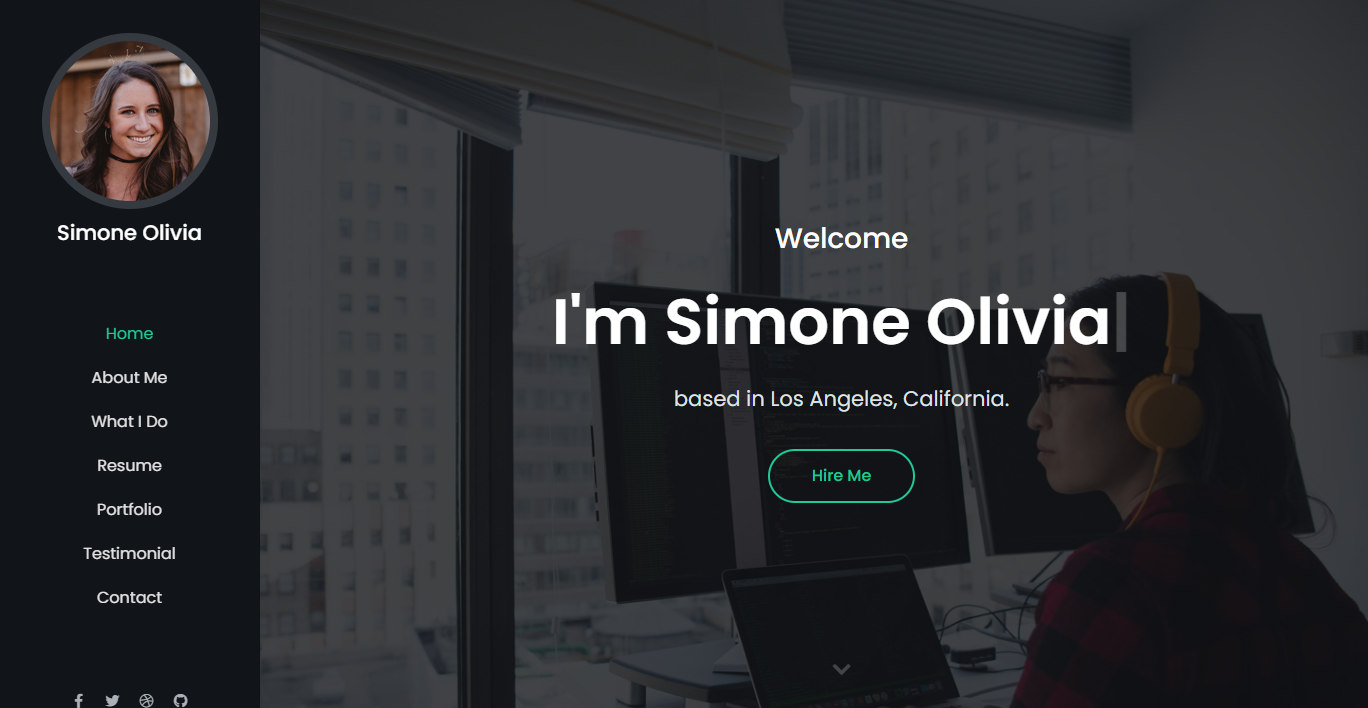 Simone Olivia
Home
About Me
What I Do
Resume
Portfolio
Testimonial
Contact
Welcome
I'm Simone Olivia
based in Los Angeles, California.
Hire Me